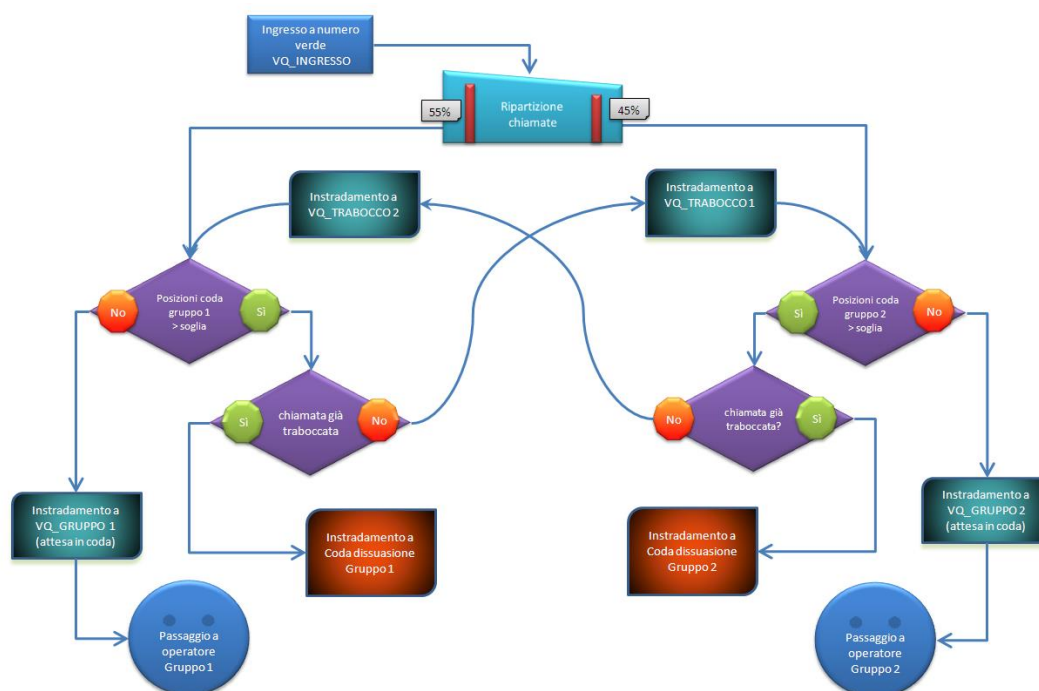 Ingresso a numero
verde
VQ_INGRESSO
55%
Ripartizione
chiamate
45%
Instradamento a
VQ_TRABOCCO 2
Instradamento a
VQ_TRABOCCO 1
No
Posizioni coda
gruppo 1
> soglia
Sì
Sì
Posizioni coda
gruppo 2
> soglia
No
Sì
chiamata già
traboccata
No
No
chiamata già
traboccata?
Sì
Instradamento a
VQ_GRUPPO 1
(attesa in coda)
Instradamento a
Coda dissuasione
Gruppo 1
Instradamento a
Coda dissuasione
Gruppo 2
Instradamento a
VQ_GRUPPO 2
(attesa in coda)
Passaggio a
operatore
Gruppo 1
Passaggio a
operatore
Gruppo 2